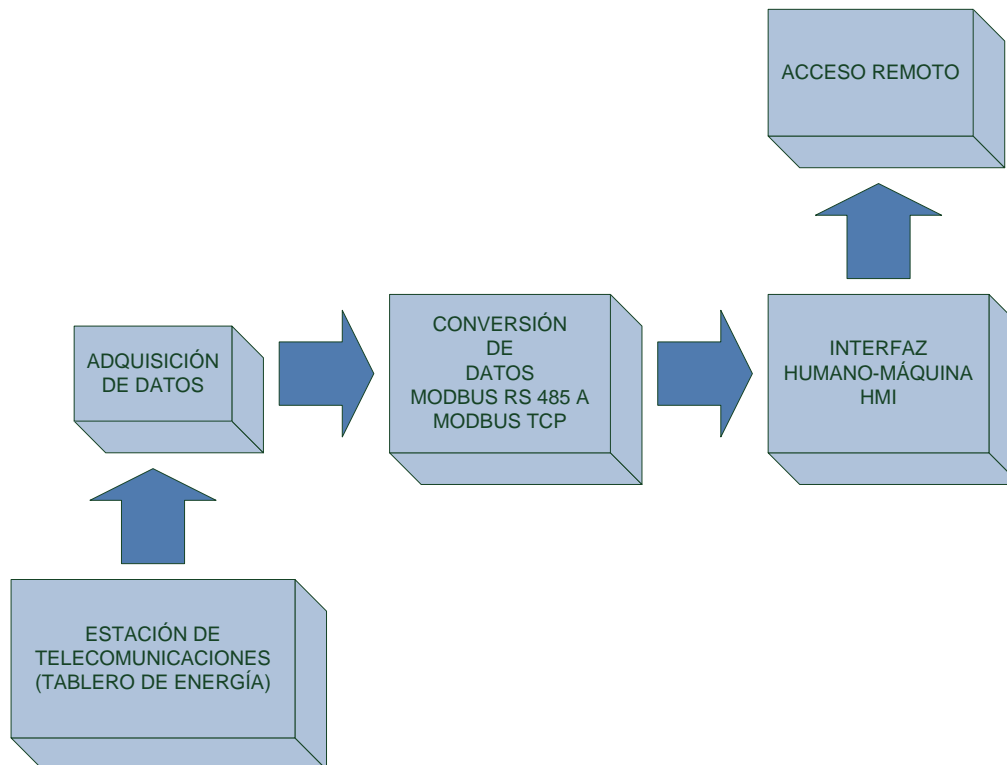 ACCESO REMOTO
ADQUISICIÓN
DE DATOS
CONVERSIÓN
DE
DATOS
MODBUS RS 485 A
MODBUS TCP
INTERFAZ
HUMANO-MÁQUINA
HMI
ESTACIÓN DE
TELECOMUNICACIONES
(TABLERO DE ENERGÍA)